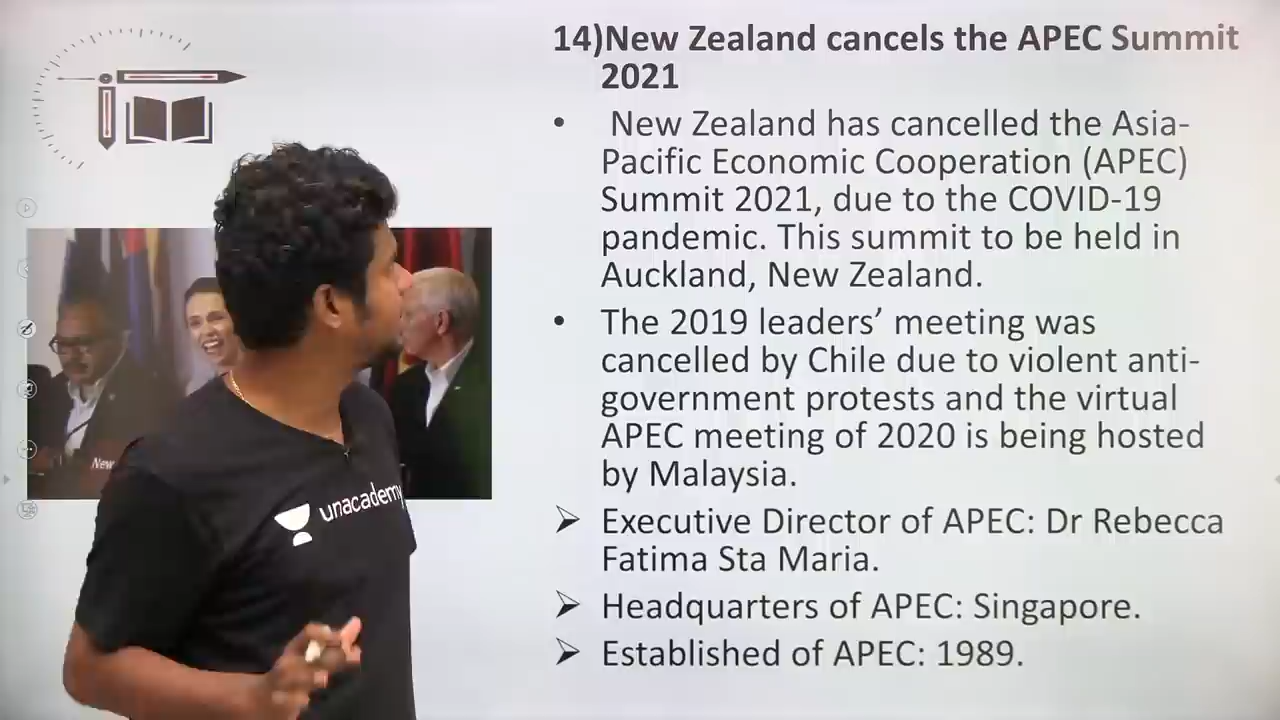 14)New Zealand cancels the APEC Summit
2021
• New Zealand has cancelled the Asia-
Pacific Economic Cooperation (APEC)
Summit 2021, due to the COVID-19
pandemic. This summit to be held in
Auckland, New Zealand.
• The 2019 leaders’ meeting was
cancelled by Chile due to violent anti-
government protests and the virtual
APEC meeting of 2020 is being hosted
by Malaysia.
➢ Executive Director of APEC: Dr Rebecca
Fatima Sta Maria.
➢ Headquarters of APEC: Singapore.
➢ Established of APEC: 1989.
New
unacademy